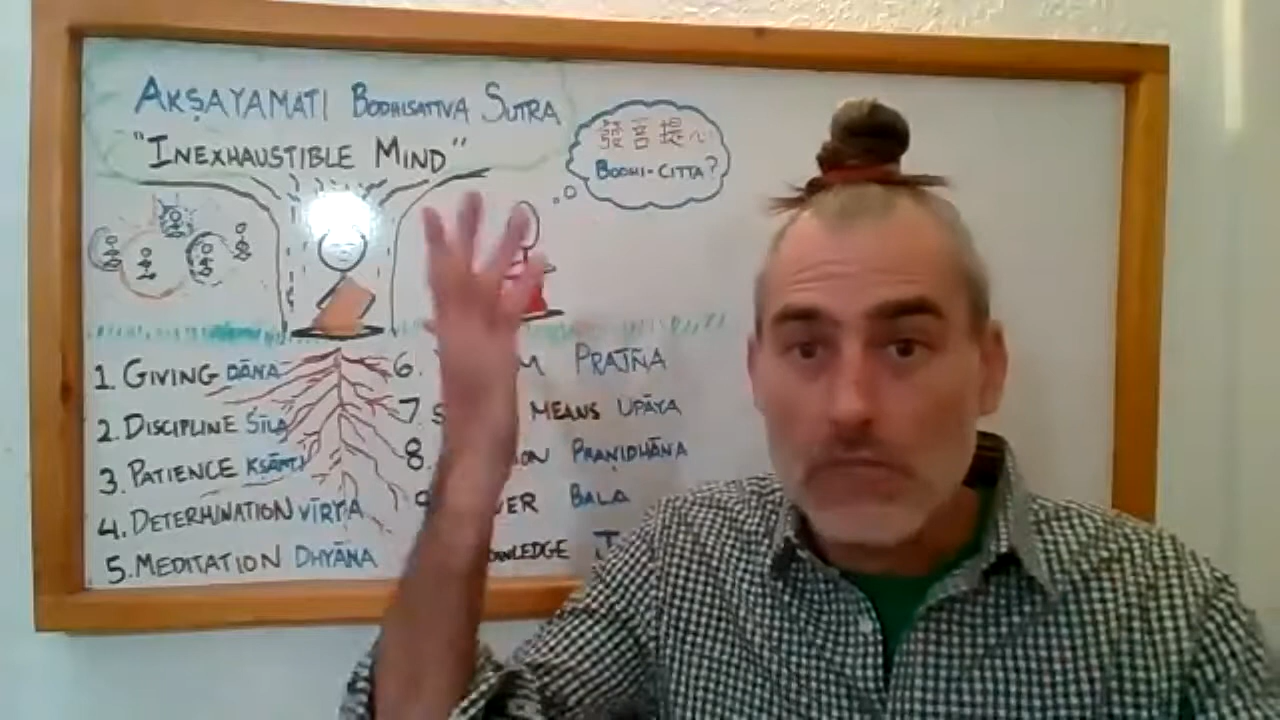 AKṢAYAMATI BODHISATTVA SUTRA
"INEXHAUSTIBLE MIND"
發菩提心
BODHI-CITTA?
1. GIVING DĀNA
2. DISCIPLINE ŚĪLA
3. PATIENCE KṢĀNTI
4. DETERMINATION VĪRYA
5. MEDITATION DHYĀNA
6. PRAJÑA
7 MEANS UPĀYA
8. PRAṆIDHĀNA
BALA